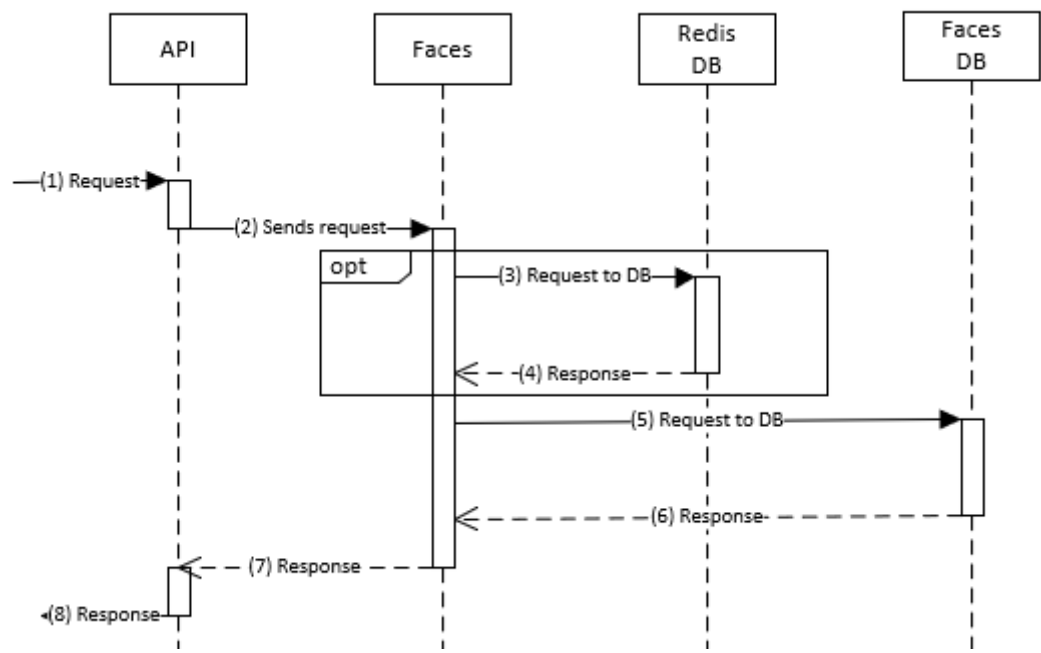 API
Faces
Redis
DB
Faces
DB
(1) Request
(2) Sends request
opt
(3) Request to DB
(4) Response
(5) Request to DB
(6) Response
(7) Response
(8) Response